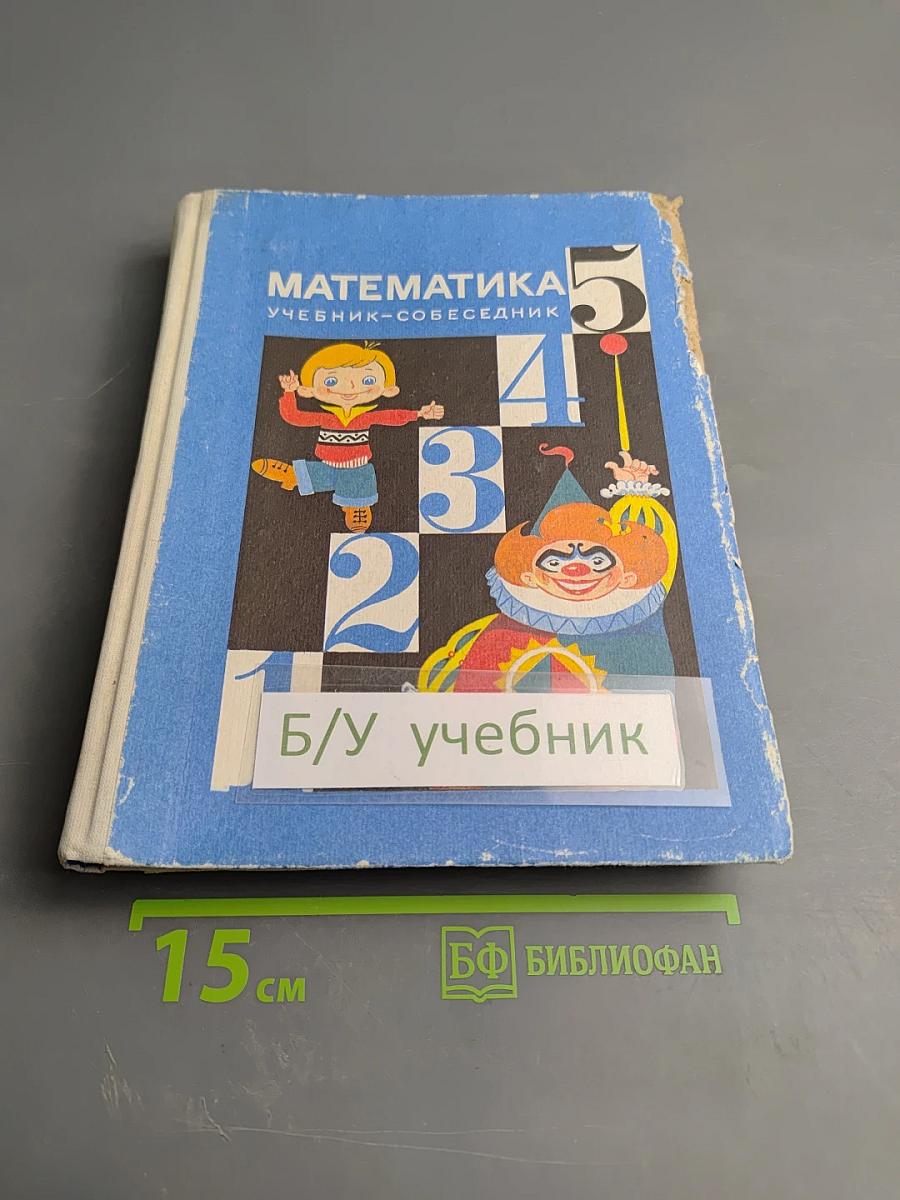 МАТЕМАТИКА 5
УЧЕБНИК-СОБЕСЕДНИК
4
3
2
1
Б/У учебник
15 см
БФ БИБЛИОФАН